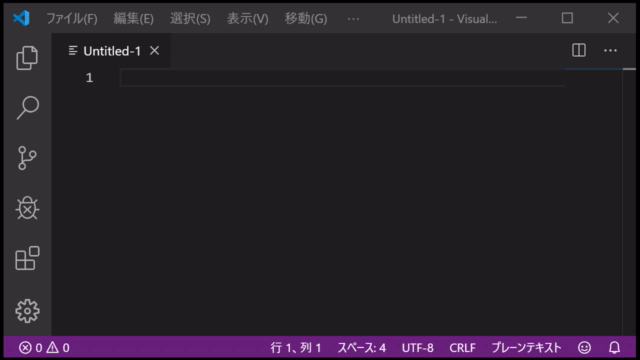 ファイル(F) 編集(E) 選択(S) 表示(V) 移動(G) ··· Untitled-1 - Visual...
Untitled-1
1
0 0 行 1、列 1 スペース: 4 UTF-8 CRLF プレーンテキスト